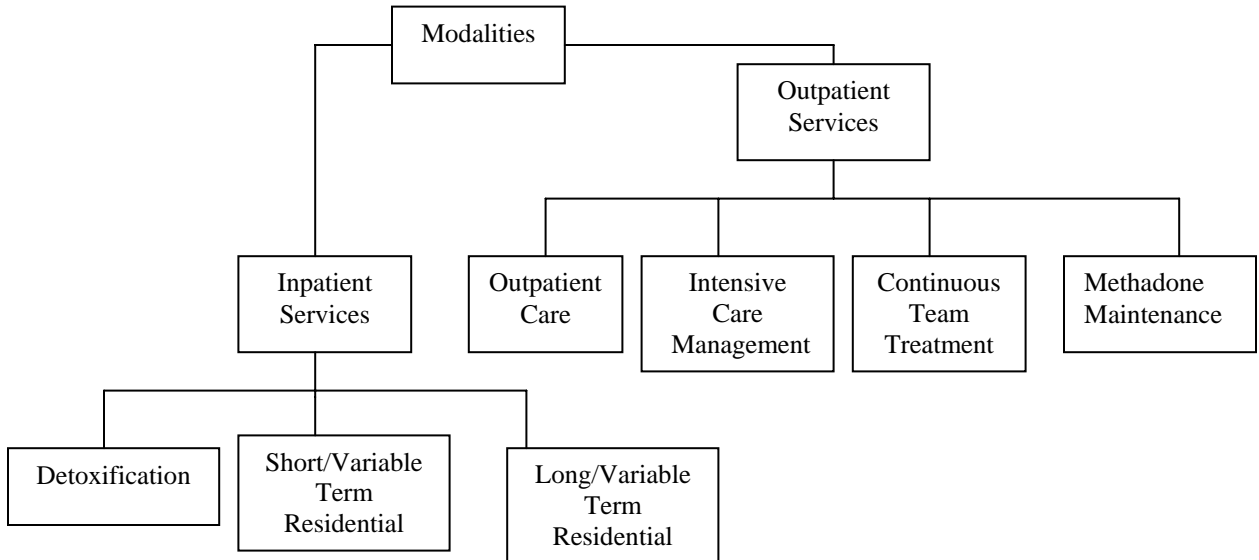 Modalities
Outpatient
Services
Inpatient
Services
Outpatient
Care
Intensive
Care
Management
Continuous
Team
Treatment
Methadone
Maintenance
Detoxification
Short/Variable
Term
Residential
Long/Variable
Term
Residential